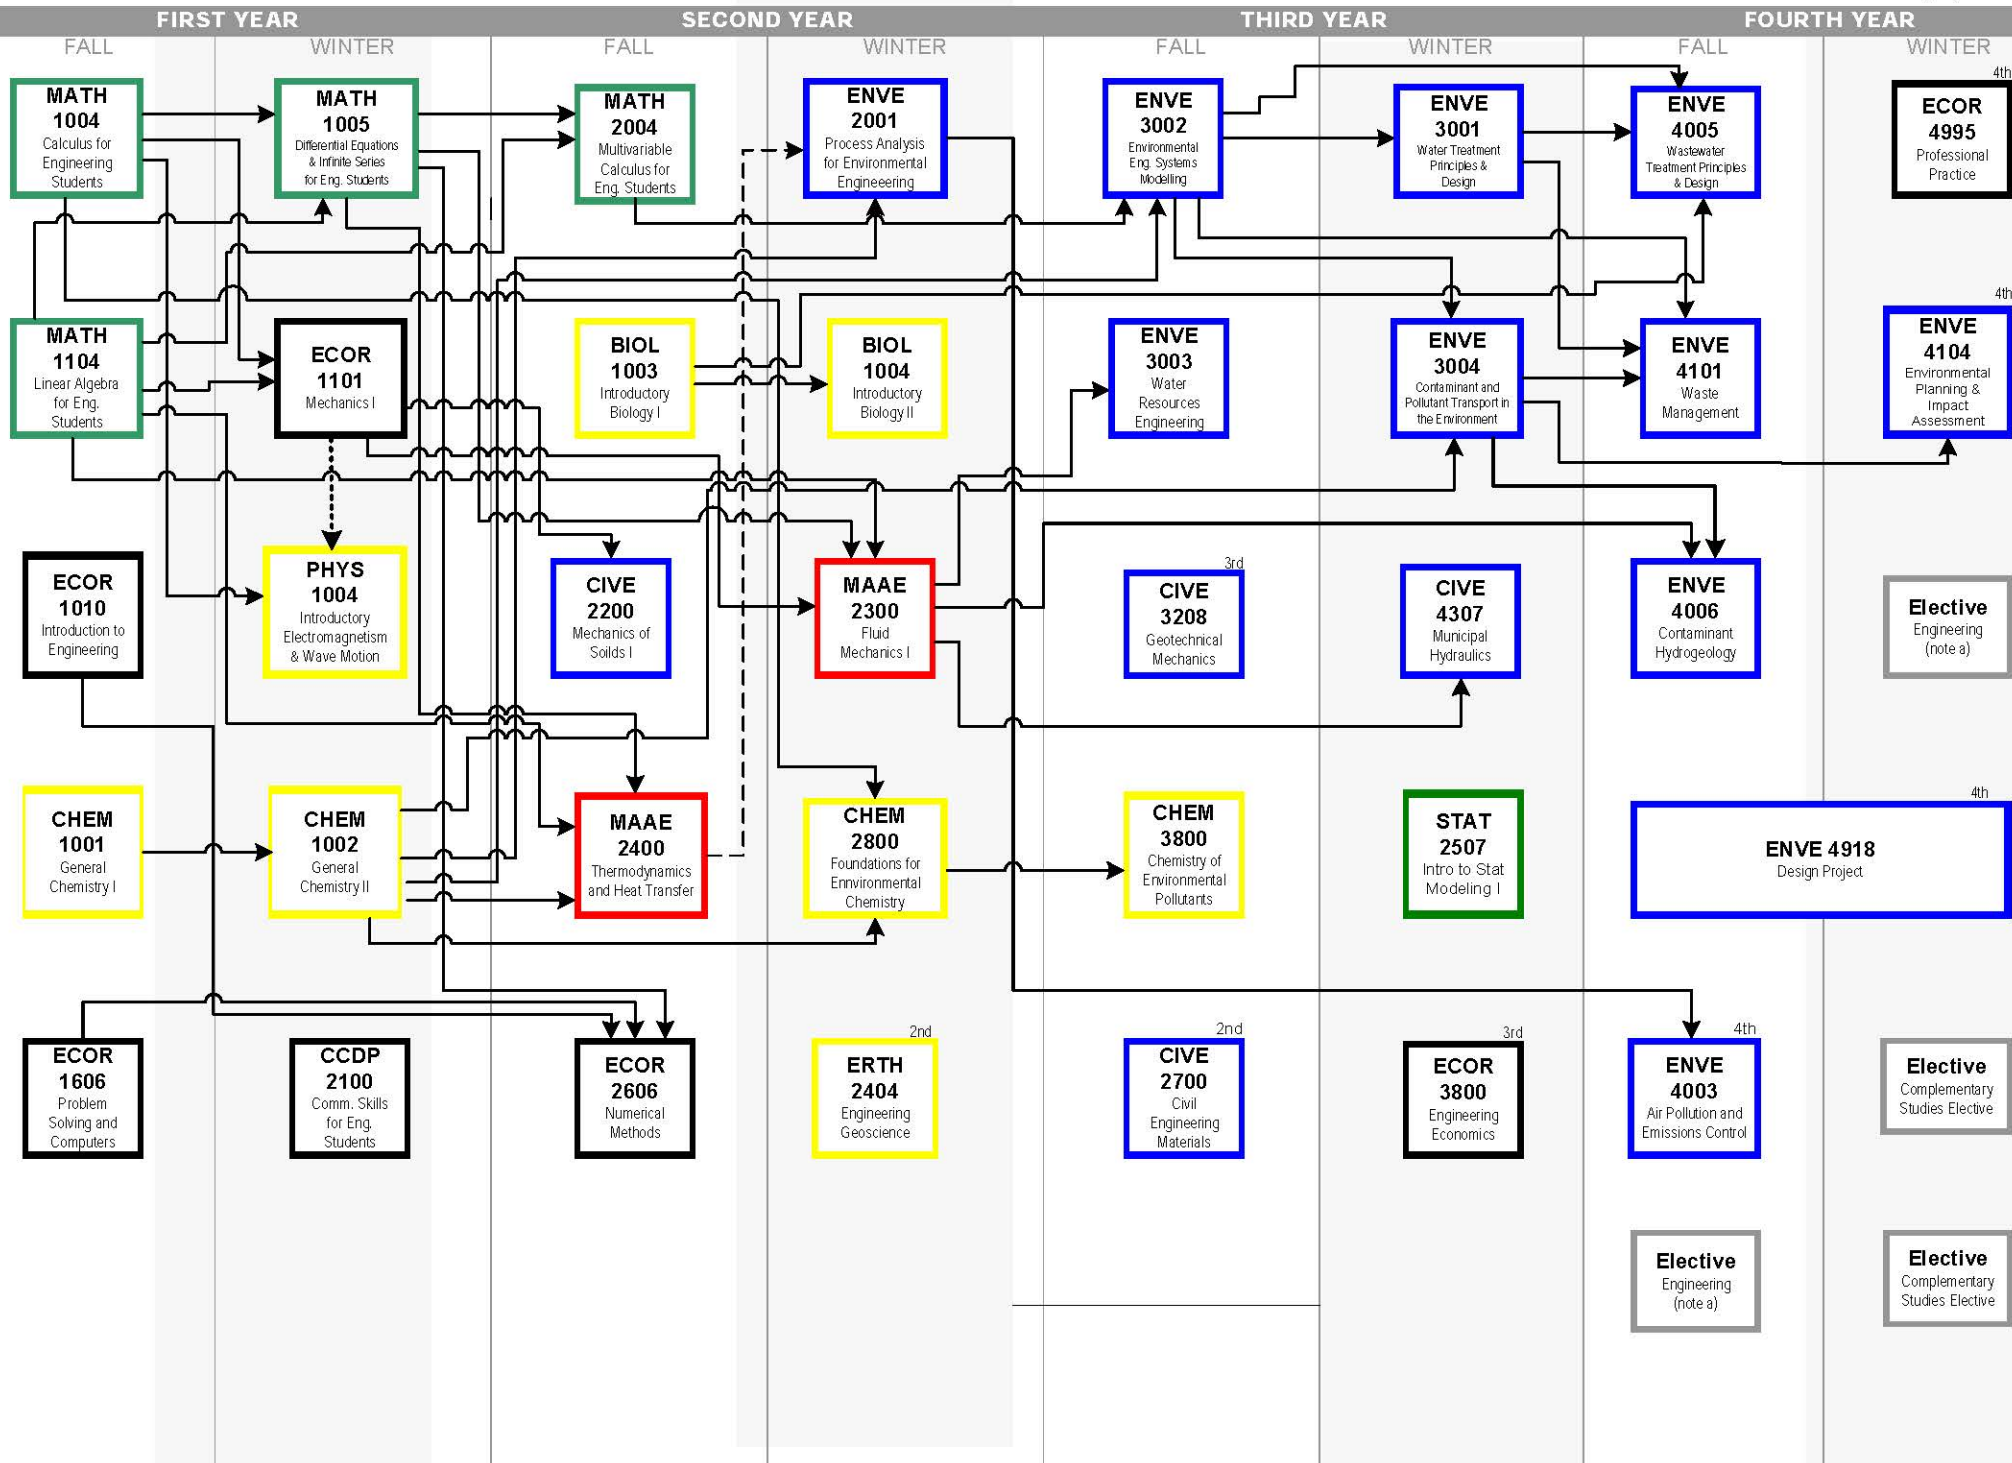 FIRST YEAR
SECOND YEAR
THIRD YEAR
FOURTH YEAR
FALL
WINTER
FALL
WINTER
FALL
WINTER
FALL
WINTER
MATH
1004
Calculus for
Engineering
Students
MATH
1005
Differential Equations
& Infinite Series
for Eng. Students
MATH
2004
Multivariable
Calculus for
Eng. Students
ENVE
2001
Process Analysis
for Environmental
Engineeering
ENVE
3002
Environmental
Eng. Systems
Modelling
ENVE
3001
Water Treatment
Principles &
Design
ENVE
4005
Wastewater
Treatment Principles
& Design
4th
ECOR
4995
Professional
Practice
MATH
1104
Linear Algebra
for Eng.
Students
ECOR
1101
Mechanics I
BIOL
1003
Introductory
Biology I
BIOL
1004
Introductory
Biology II
ENVE
3003
Water
Resources
Engineering
ENVE
3004
Contaminant and
Pollutant Transport in
the Environment
ENVE
4101
Waste
Management
4th
ENVE
4104
Environmental
Planning &
Impact
Assessment
ECOR
1010
Introduction to
Engineering
PHYS
1004
Introductory
Electromagnetism
& Wave Motion
CIVE
2200
Mechanics of
Soilds I
MAAE
2300
Fluid
Mechanics I
3rd
CIVE
3208
Geotechnical
Mechanics
CIVE
4307
Municipal
Hydraulics
ENVE
4006
Contaminant
Hydrogeology
Elective
Engineering
(note a)
CHEM
1001
General
Chemistry I
CHEM
1002
General
Chemistry II
MAAE
2400
Thermodynamics
and Heat Transfer
CHEM
2800
Foundations for
Ennvironmental
Chemistry
CHEM
3800
Chemistry of
Environmental
Pollutants
STAT
2507
Intro to Stat
Modeling I
4th
ENVE 4918
Design Project
ECOR
1606
Problem
Solving and
Computers
CCDP
2100
Comm. Skills
for Eng.
Students
ECOR
2606
Numerical
Methods
2nd
ERTH
2404
Engineering
Geoscience
2nd
CIVE
2700
Civil
Engineering
Materials
3rd
ECOR
3800
Engineering
Economics
4th
ENVE
4003
Air Pollution and
Emissions Control
Elective
Complementary
Studies Elective
Elective
Engineering
(note a)
Elective
Complementary
Studies Elective